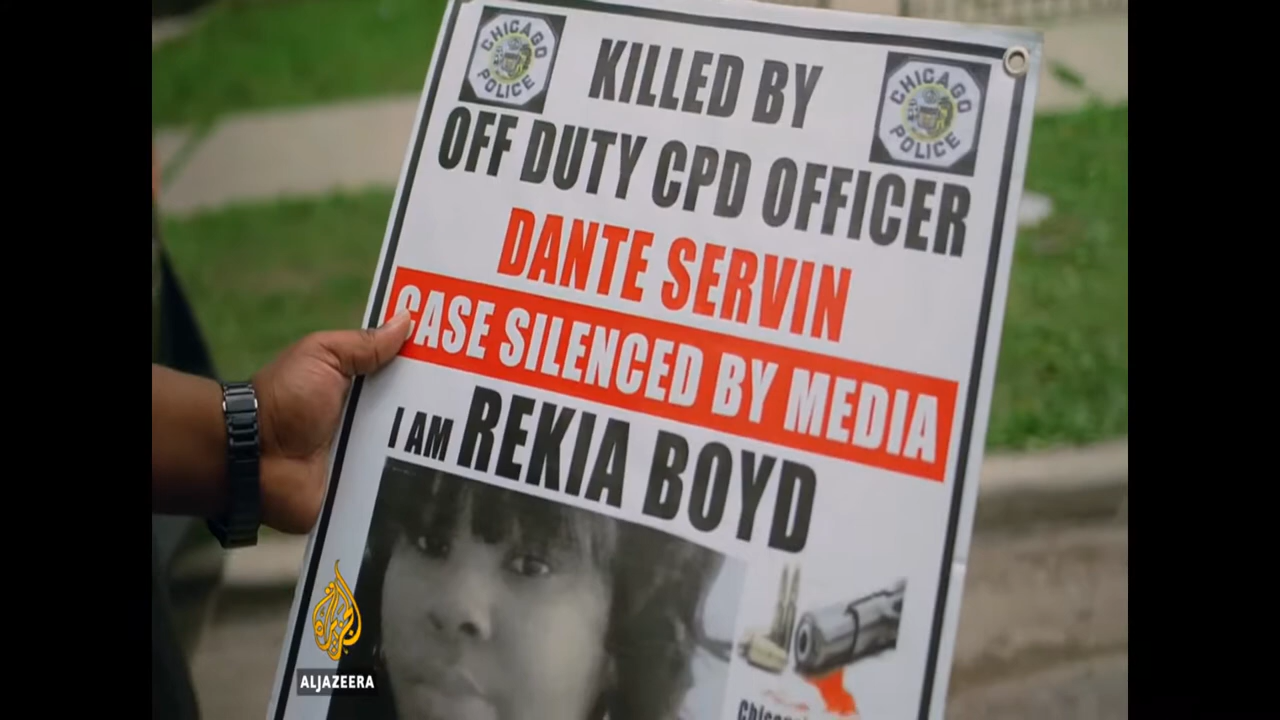 CHICAGO POLICE
KILLED BY
CHICAGO POLICE
OFF DUTY CPD OFFICER
DANTE SERVIN
CASE SILENCED BY MEDIA
I AM REKIA BOYD
ALJAZEERA